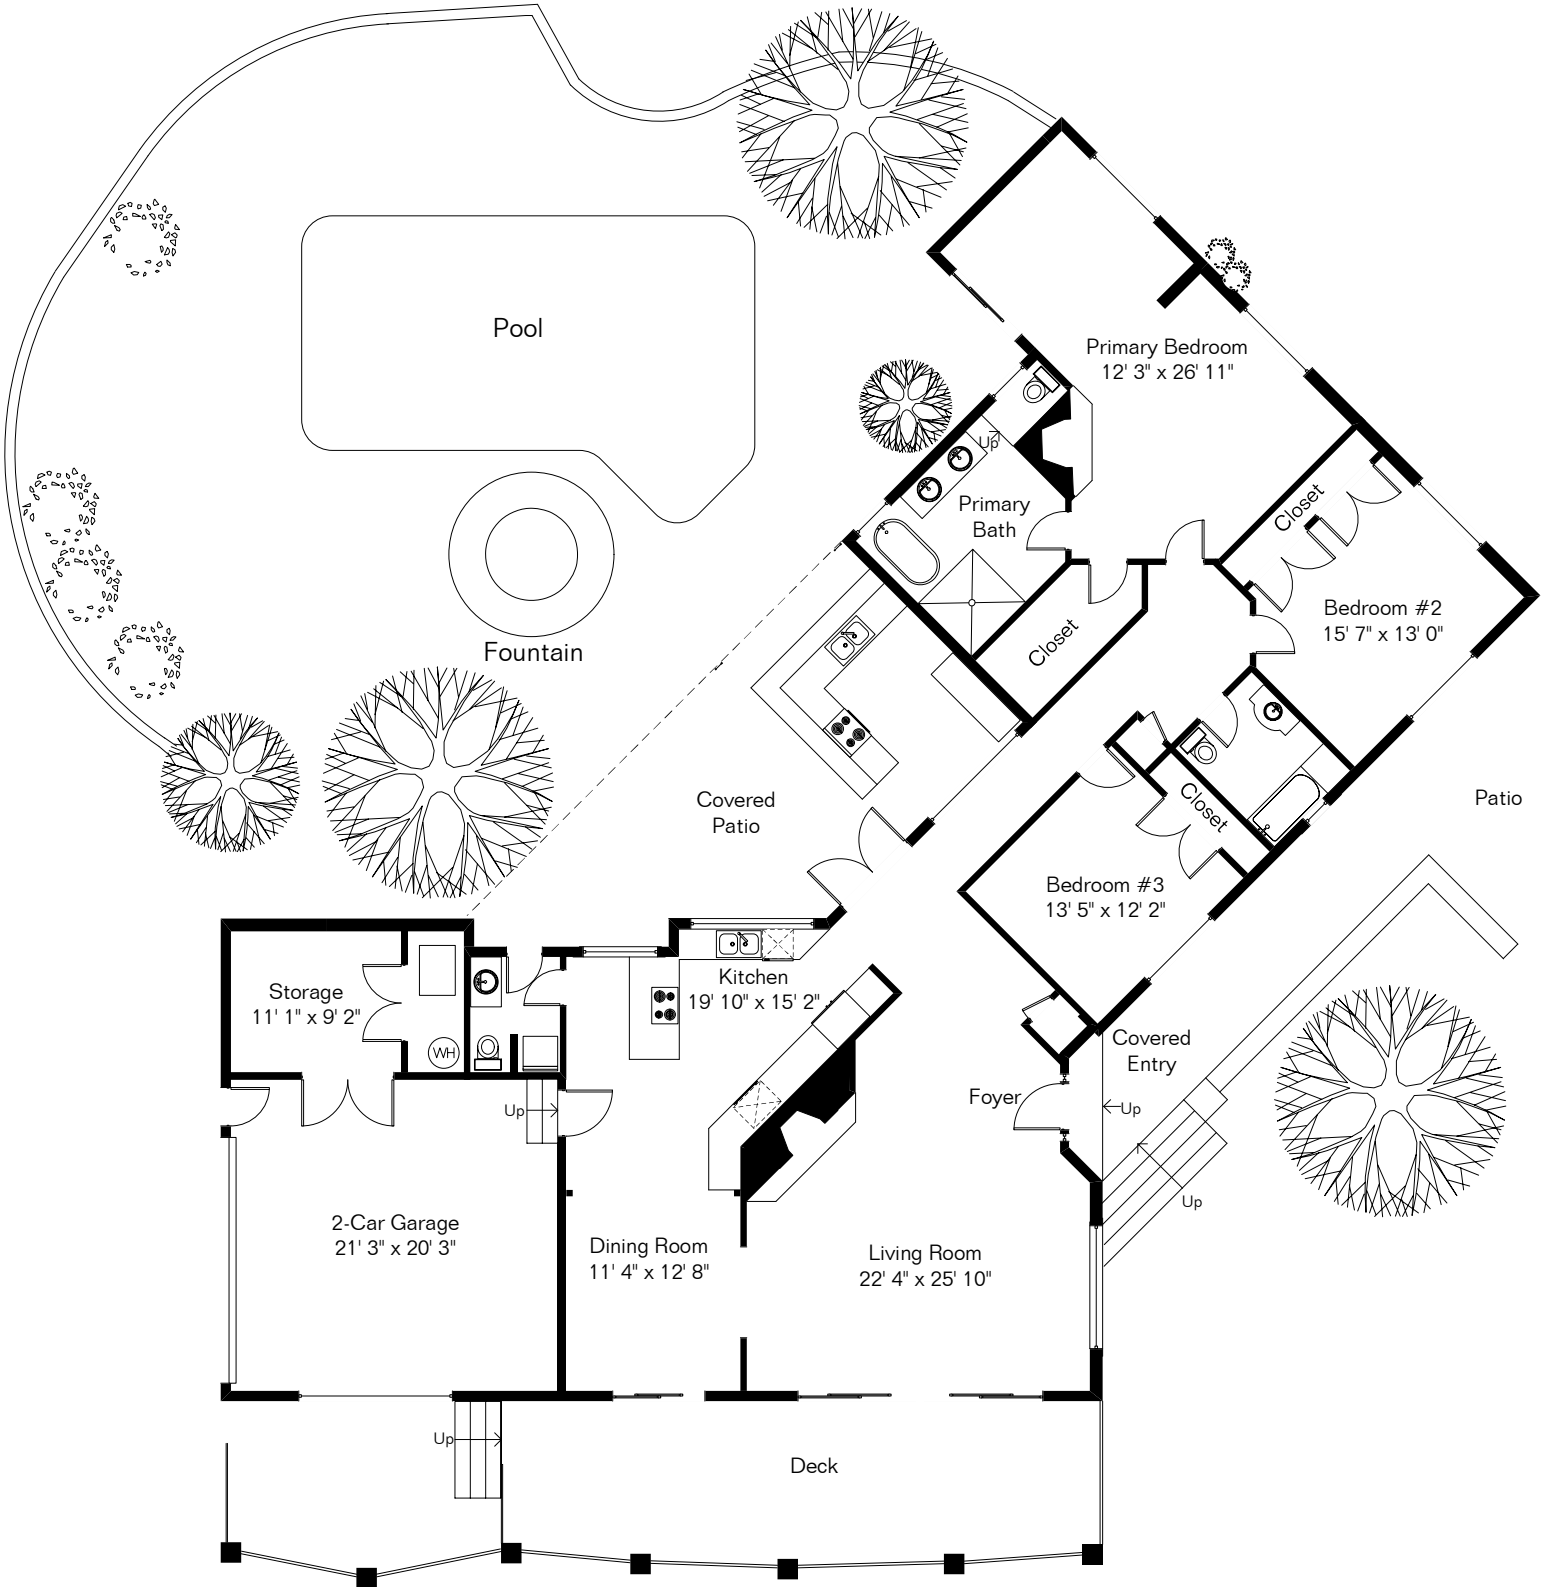 Pool
Primary Bedroom
12' 3" x 26' 11"
Up
Primary
Bath
Closet
Bedroom #2
15' 7" x 13' 0"
Closet
Fountain
Covered
Patio
Closet
Patio
Bedroom #3
13' 5" x 12' 2"
Kitchen
19' 10" x 15' 2"
Storage
11' 1" x 9' 2"
WH
Covered
Entry
Foyer
Up
Up
Up
2-Car Garage
21' 3" x 20' 3"
Dining Room
11' 4" x 12' 8"
Living Room
22' 4" x 25' 10"
Up
Deck